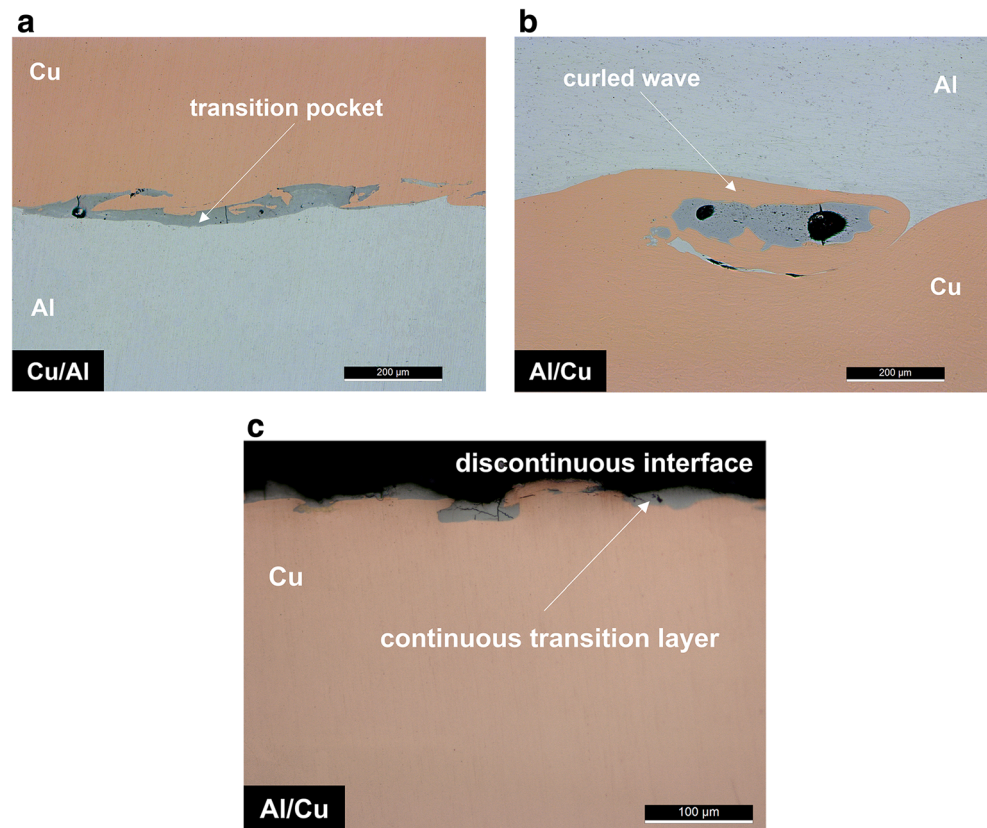 a
Cu
transition pocket
Al
Cu/Al
200 µm
b
curled wave
Al
Cu
Al/Cu
200 µm
c
discontinuous interface
Cu
continuous transition layer
Al/Cu
100 µm